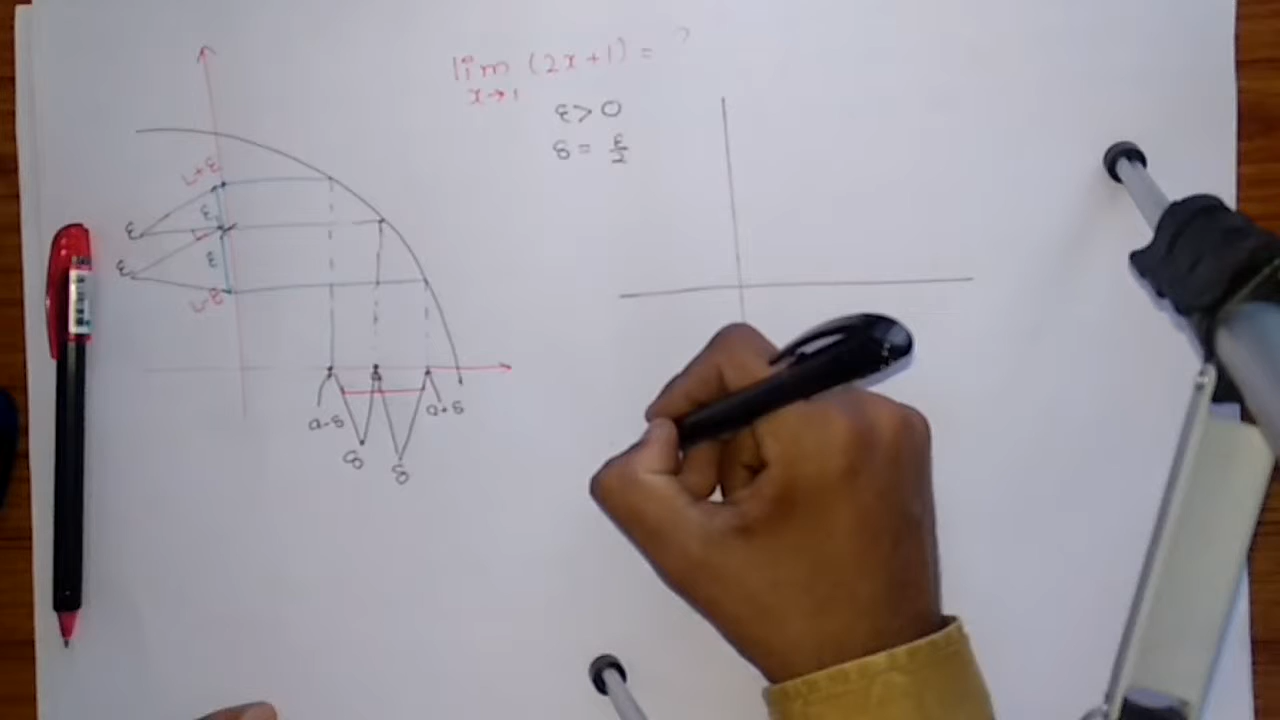 lim (2x+1) = ?
x→1
ε > 0
δ = ε/2
L+ε
ε
ε
ε
ε
L
L-ε
a-δ
a
a+δ
δ
δ